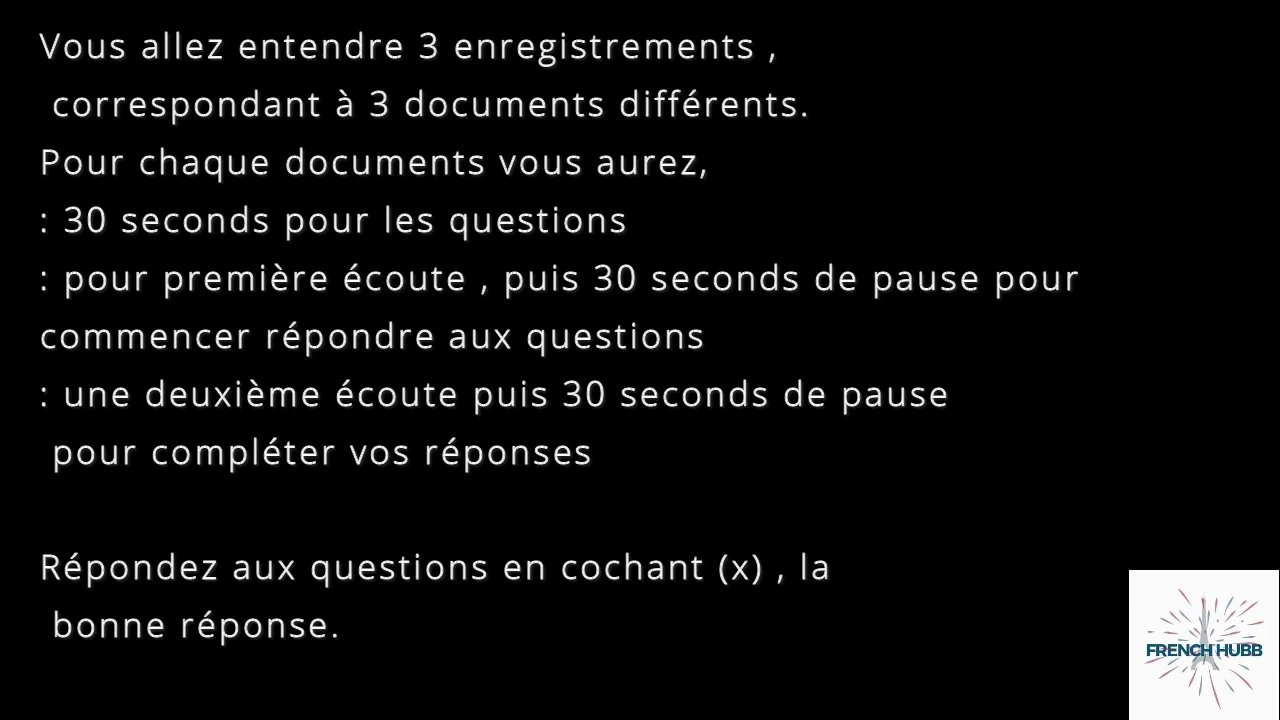 Vous allez entendre 3 enregistrements ,
correspondant à 3 documents différents.
Pour chaque documents vous aurez,
: 30 seconds pour les questions
: pour première écoute , puis 30 seconds de pause pour
commencer répondre aux questions
: une deuxième écoute puis 30 seconds de pause
pour compléter vos réponses
Répondez aux questions en cochant (x) , la
bonne réponse.
FRENCH HUBB